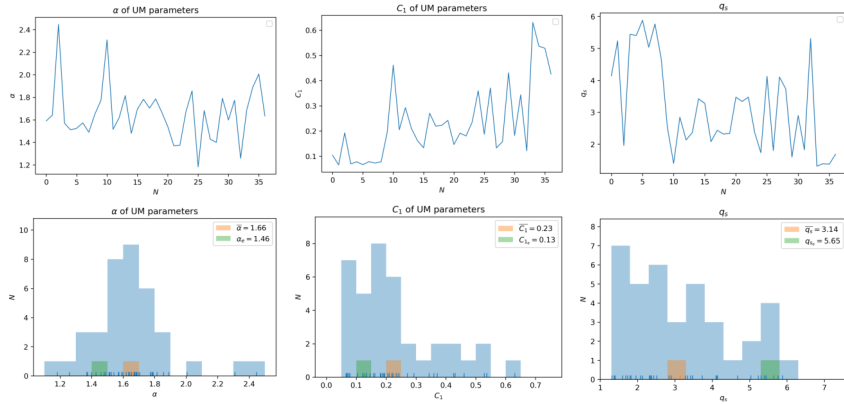 α of UM parameters
C₁ of UM parameters
qₛ
2.4
2.2
2.0
1.8
1.6
1.4
1.2
α
0 5 10 15 20 25 30 35
N
0.6
0.5
0.4
0.3
0.2
0.1
C₁
0 5 10 15 20 25 30 35
N
6
5
4
3
2
qₛ
0 5 10 15 20 25 30 35
N
α of UM parameters
C₁ of UM parameters
qₛ
10
8
6
4
2
0
N
1.2 1.4 1.6 1.8 2.0 2.2 2.4
α
ᾱ = 1.66
αₑ = 1.46
8
6
4
2
0
N
0.0 0.1 0.2 0.3 0.4 0.5 0.6 0.7
C₁
C̅₁ = 0.23
C₁ₑ = 0.13
8
7
6
5
4
3
2
1
0
N
1 2 3 4 5 6 7
qₛ
q̅ₛ = 3.14
qₛₑ = 5.65